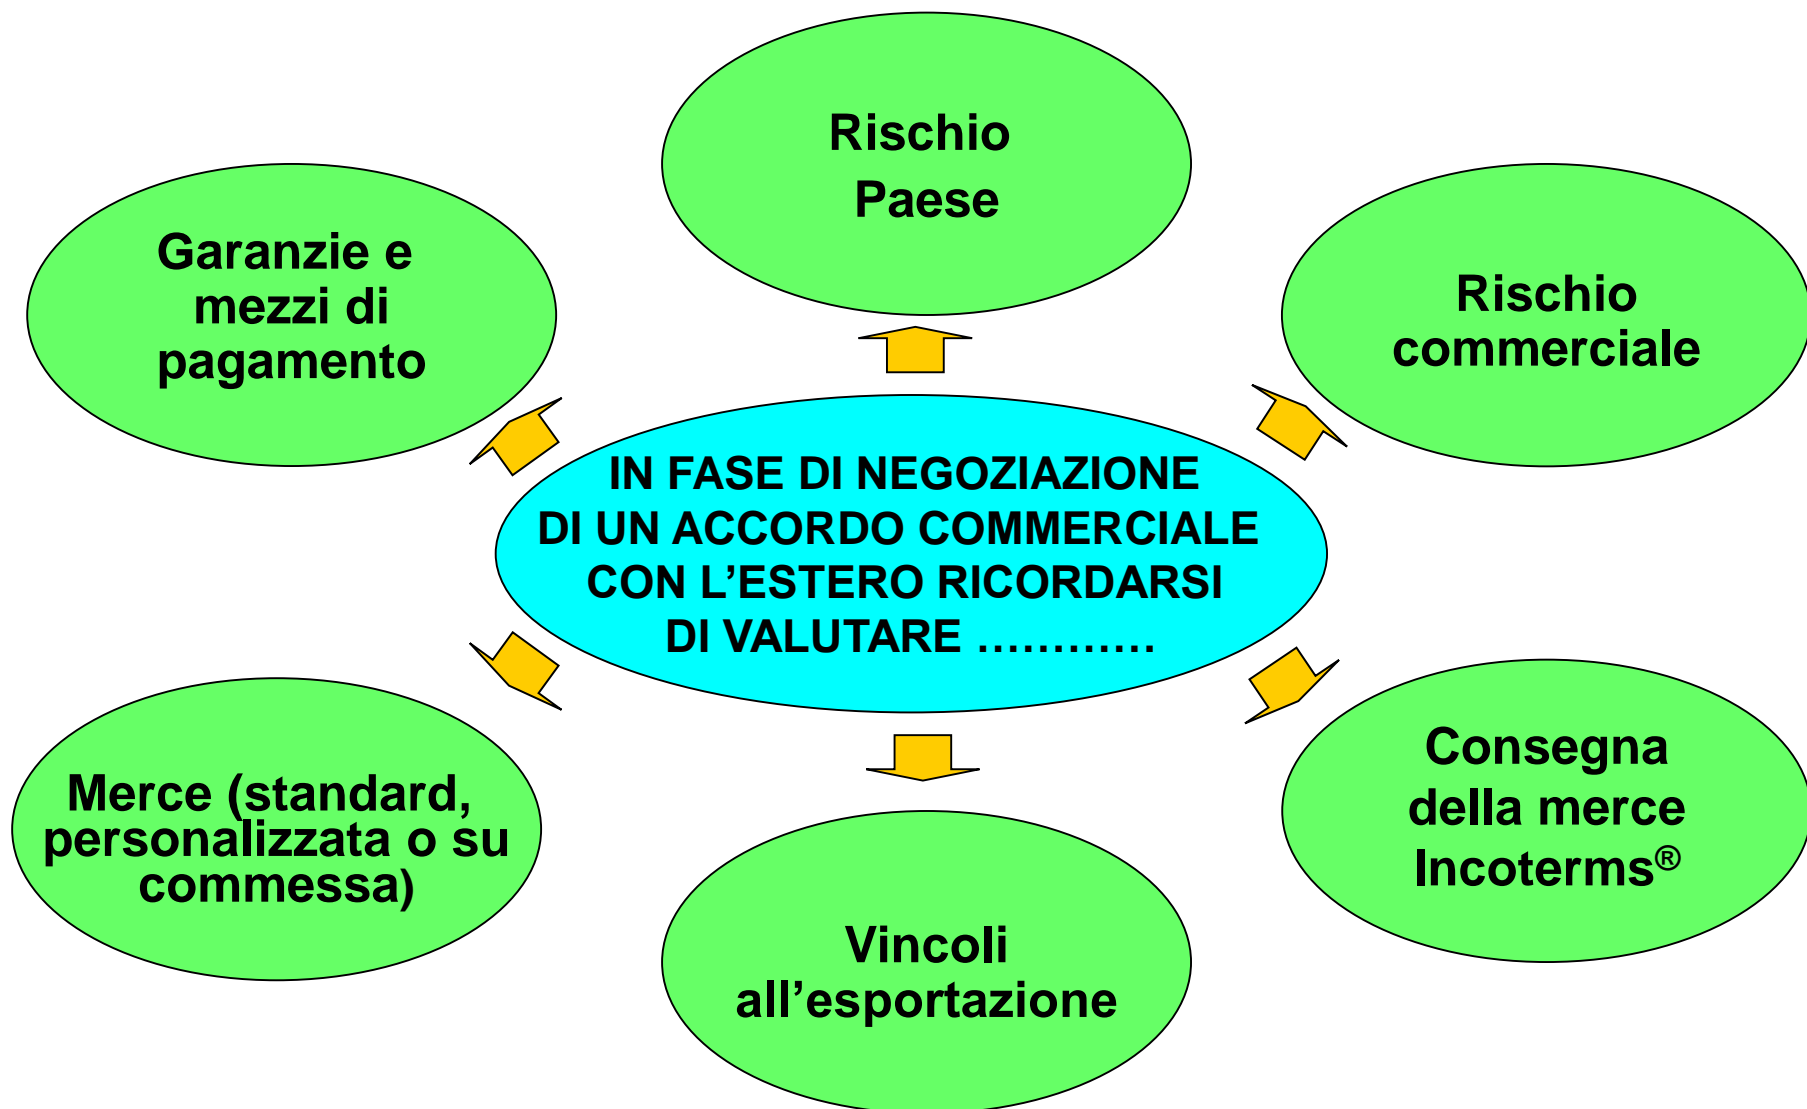 Rischio
Paese
Garanzie e
mezzi di
pagamento
Rischio
commerciale
IN FASE DI NEGOZIAZIONE
DI UN ACCORDO COMMERCIALE
CON L’ESTERO RICORDARSI
DI VALUTARE …………
Merce (standard,
personalizzata o su
commessa)
Consegna
della merce
Incoterms®
Vincoli
all’esportazione